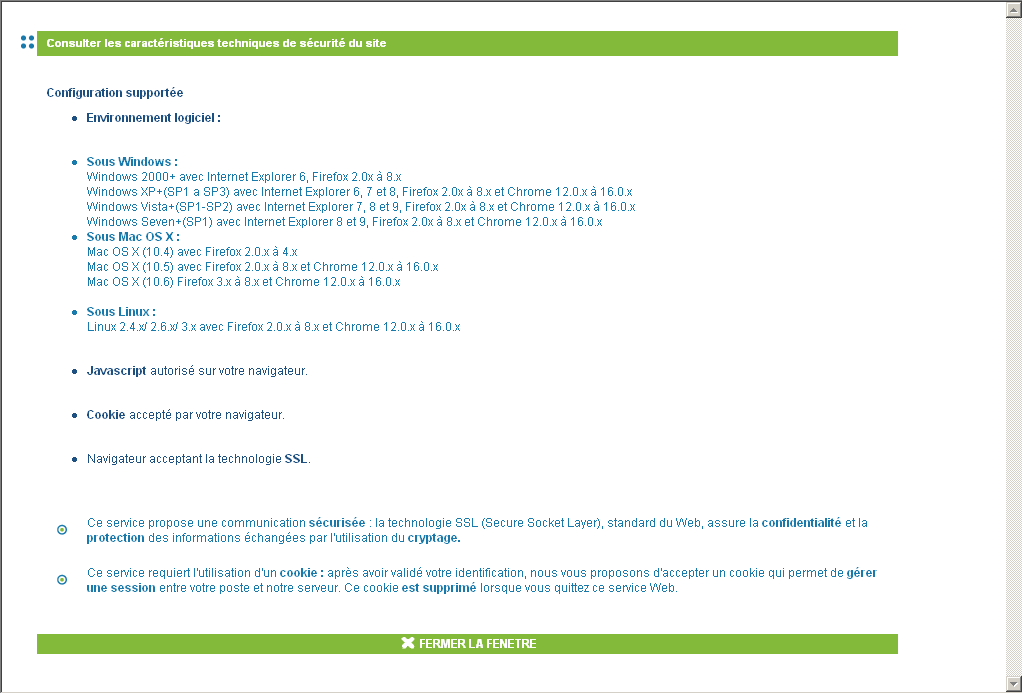 Consulter les caractéristiques techniques de sécurité du site
Configuration supportée
Environnement logiciel :
Sous Windows :
Windows 2000+ avec Internet Explorer 6, Firefox 2.0x à 8.x
Windows XP+(SP1 a SP3) avec Internet Explorer 6, 7 et 8, Firefox 2.0x à 8.x et Chrome 12.0.x à 16.0.x
Windows Vista+(SP1-SP2) avec Internet Explorer 7, 8 et 9, Firefox 2.0x à 8.x et Chrome 12.0.x à 16.0.x
Windows Seven+(SP1) avec Internet Explorer 8 et 9, Firefox 2.0x à 8.x et Chrome 12.0.x à 16.0.x
Sous Mac OS X :
Mac OS X (10.4) avec Firefox 2.0.x à 4.x
Mac OS X (10.5) avec Firefox 2.0.x à 8.x et Chrome 12.0.x à 16.0.x
Mac OS X (10.6) Firefox 3.x à 8.x et Chrome 12.0.x à 16.0.x
Sous Linux :
Linux 2.4.x/ 2.6.x/ 3.x avec Firefox 2.0.x à 8.x et Chrome 12.0.x à 16.0.x
Javascript autorisé sur votre navigateur.
Cookie accepté par votre navigateur.
Navigateur acceptant la technologie SSL.
Ce service propose une communication sécurisée : la technologie SSL (Secure Socket Layer), standard du Web, assure la confidentialité et la
protection des informations échangées par l'utilisation du cryptage.
Ce service requiert l'utilisation d'un cookie : après avoir validé votre identification, nous vous proposons d'accepter un cookie qui permet de gérer
une session entre votre poste et notre serveur. Ce cookie est supprimé lorsque vous quittez ce service Web.
FERMER LA FENETRE